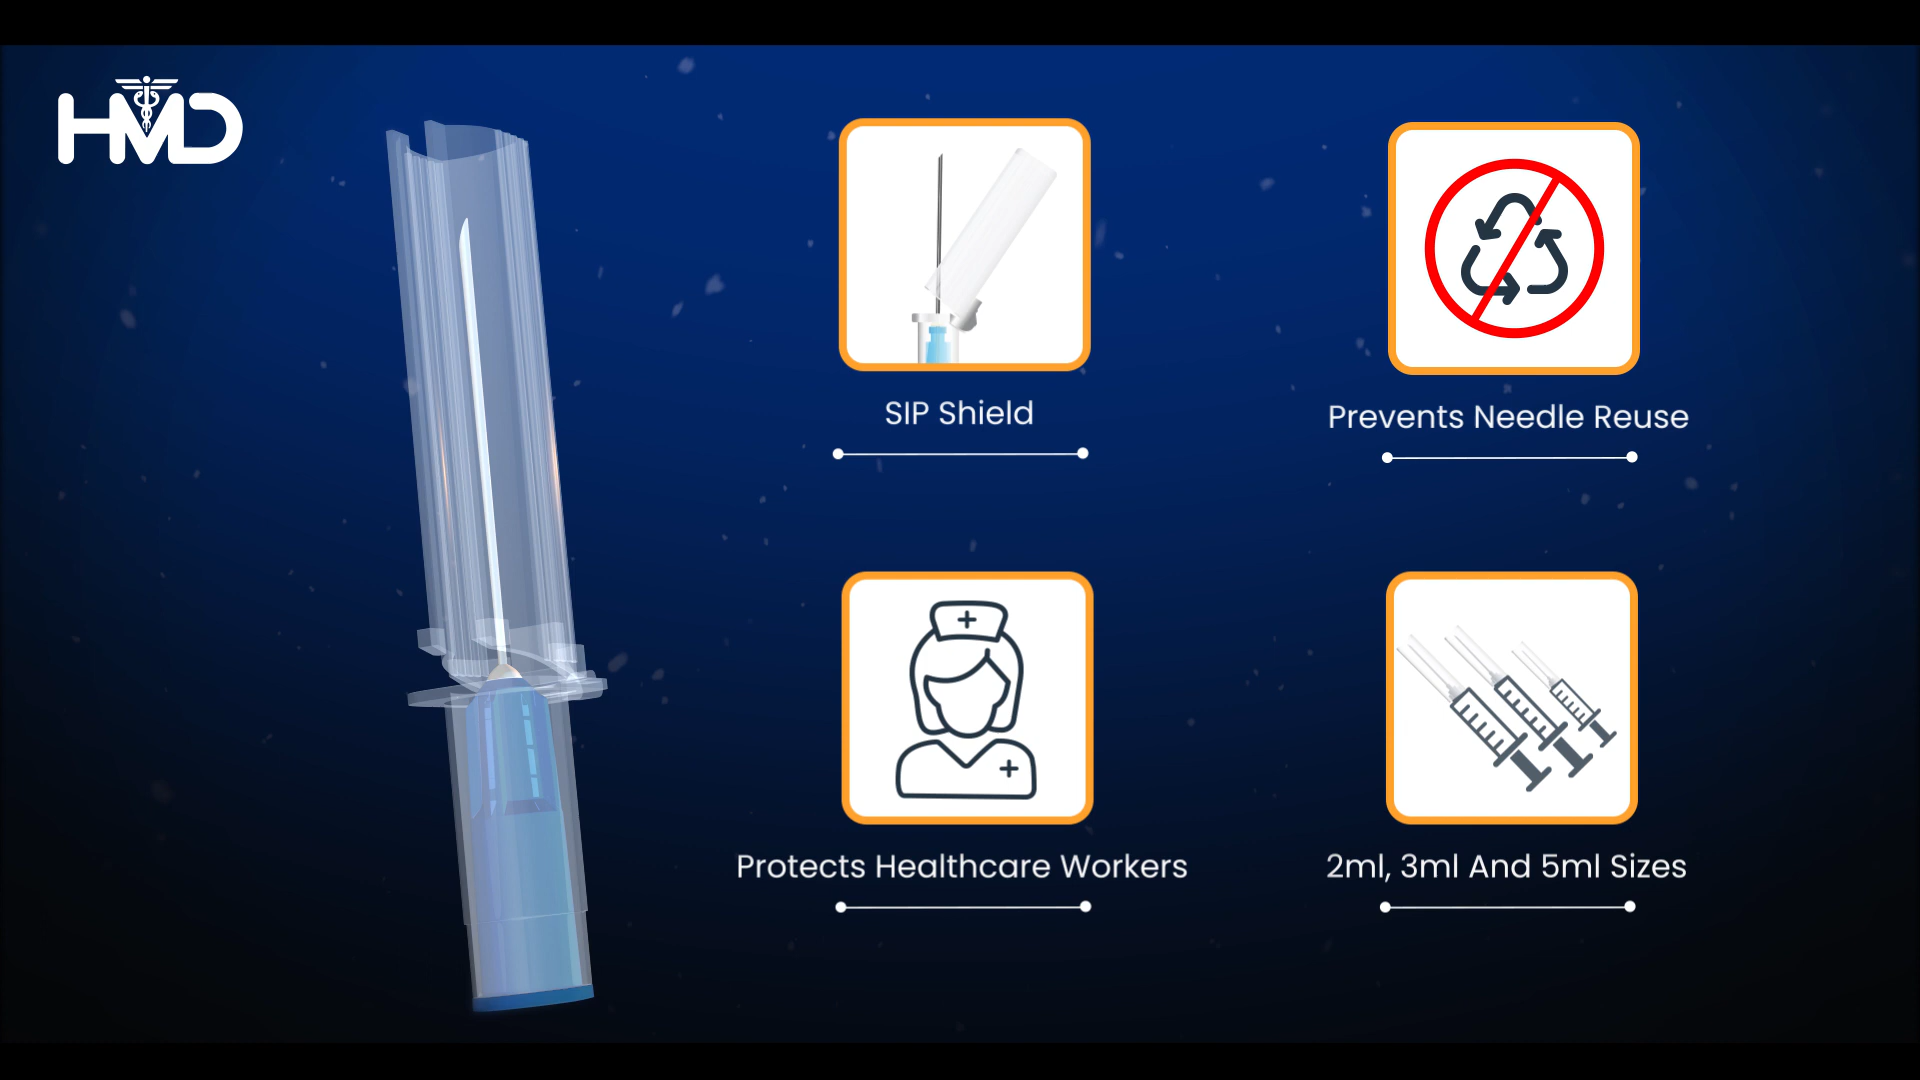 HMD
SIP Shield
Prevents Needle Reuse
Protects Healthcare Workers
2ml, 3ml And 5ml Sizes